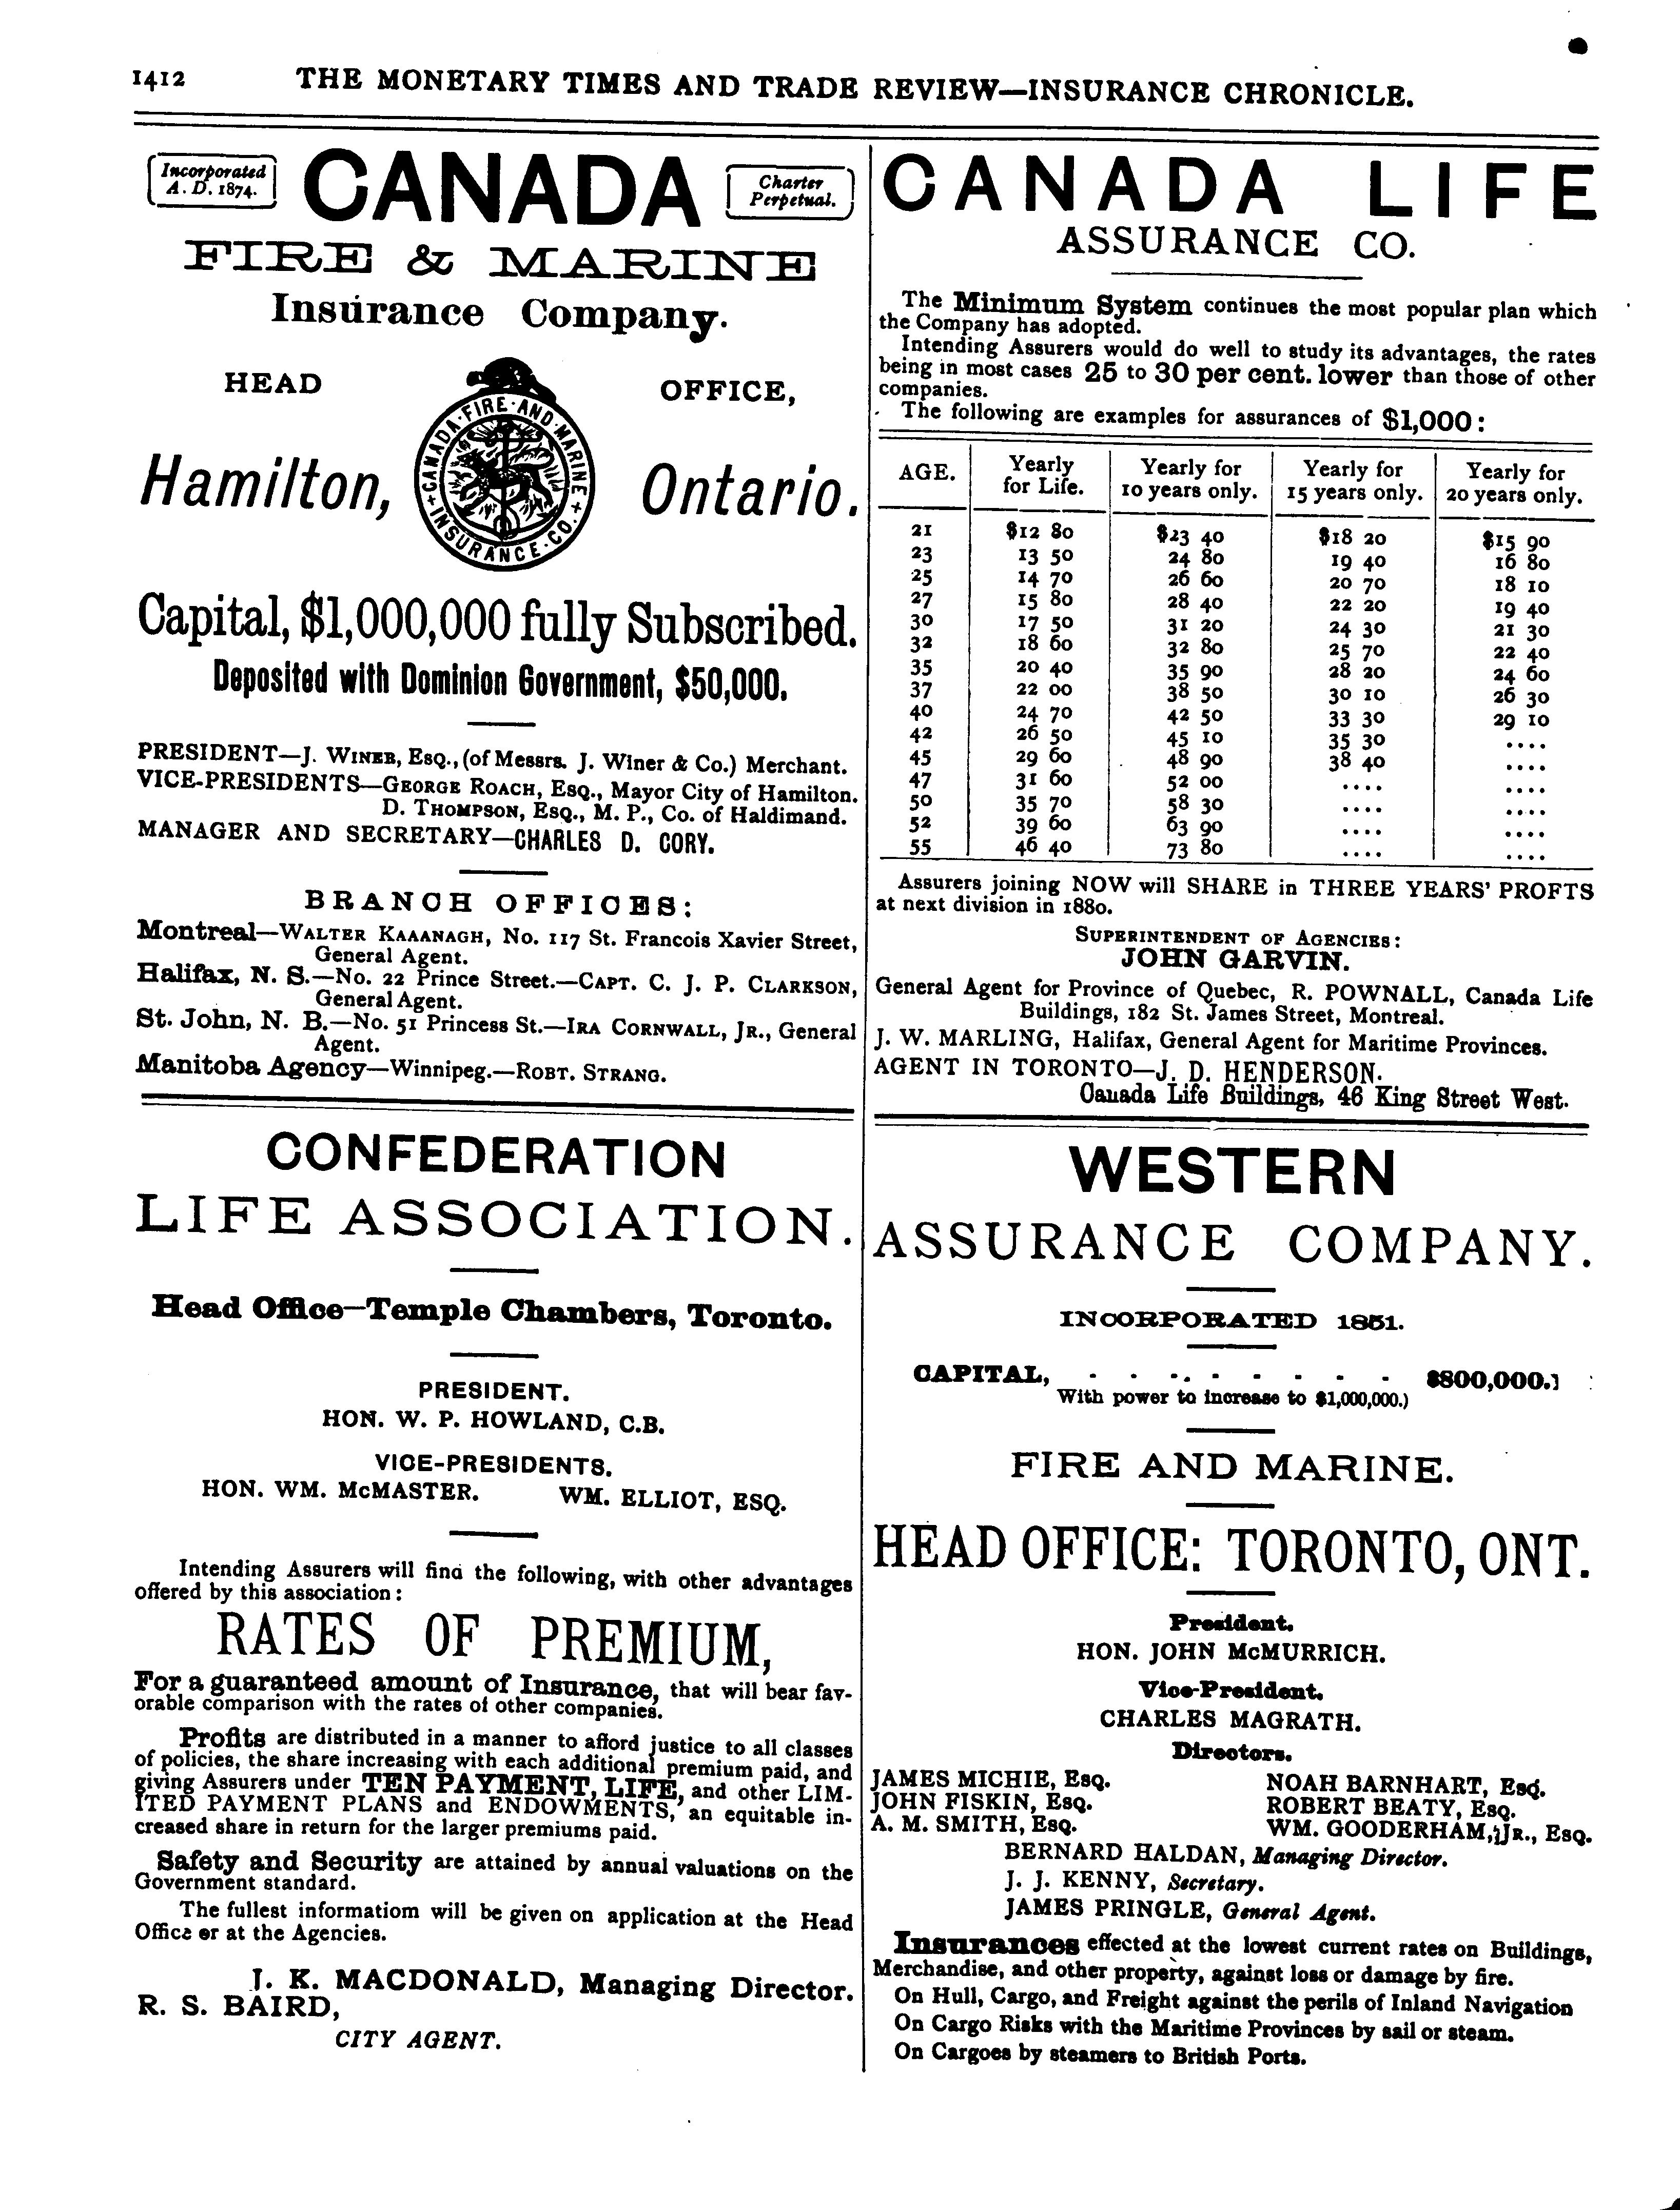 1412 THE MONETARY TIMES AND TRADE REVIEW—INSURANCE CHRONICLE.
Incorporated
A. D. 1874.
CANADA
Charter
Perpetual.
FIRE & MARINE
Insurance Company.
HEAD OFFICE,
CANADA·FIRE·AND·MARINE
+INSURANCE·CO.+
Hamilton, Ontario.
Capital, $1,000,000 fully Subscribed.
Deposited with Dominion Government, $50,000.
PRESIDENT—J. WINER, ESQ., (of Messrs. J. Winer & Co.) Merchant.
VICE-PRESIDENTS—GEORGE ROACH, ESQ., Mayor City of Hamilton.
D. THOMPSON, ESQ., M. P., Co. of Haldimand.
MANAGER AND SECRETARY—CHARLES D. CORY.
BRANCH OFFICES:
Montreal—WALTER KAAANAGH, No. 117 St. Francois Xavier Street,
General Agent.
Halifax, N. S.—No. 22 Prince Street.—CAPT. C. J. P. CLARKSON,
General Agent.
St. John, N. B.—No. 51 Princess St.—IRA CORNWALL, JR., General
Agent.
Manitoba Agency—Winnipeg.—ROBT. STRANG.
CONFEDERATION
LIFE ASSOCIATION.
Head Office—Temple Chambers, Toronto.
PRESIDENT.
HON. W. P. HOWLAND, C.B.
VICE-PRESIDENTS.
HON. WM. McMASTER. WM. ELLIOT, ESQ.
Intending Assurers will find the following, with other advantages
offered by this association:
RATES OF PREMIUM,
For a guaranteed amount of Insurance, that will bear fav-
orable comparison with the rates of other companies.
Profits are distributed in a manner to afford justice to all classes
of policies, the share increasing with each additional premium paid, and
giving Assurers under TEN PAYMENT, LIFE, and other LIM-
ITED PAYMENT PLANS and ENDOWMENTS, an equitable in-
creased share in return for the larger premiums paid.
Safety and Security are attained by annual valuations on the
Government standard.
The fullest informatiom will be given on application at the Head
Office or at the Agencies.
J. K. MACDONALD, Managing Director.
R. S. BAIRD,
CITY AGENT.
CANADA LIFE
ASSURANCE CO.
The Minimum System continues the most popular plan which
the Company has adopted.
Intending Assurers would do well to study its advantages, the rates
being in most cases 25 to 30 per cent. lower than those of other
companies.
The following are examples for assurances of $1,000:
AGE. Yearly for Life. Yearly for 10 years only. Yearly for 15 years only. Yearly for 20 years only.
21 $12 80 $23 40 $18 20 $15 90
23 13 50 24 80 19 40 16 80
25 14 70 26 60 20 70 18 10
27 15 80 28 40 22 20 19 40
30 17 50 31 20 24 30 21 30
32 18 60 32 80 25 70 22 40
35 20 40 35 90 28 20 24 60
37 22 00 38 50 30 10 26 30
40 24 70 42 50 33 30 29 10
42 26 50 45 10 35 30 ....
45 29 60 48 90 38 40 ....
47 31 60 52 00 .... ....
50 35 70 58 30 .... ....
52 39 60 63 90 .... ....
55 46 40 73 80 .... ....
Assurers joining NOW will SHARE in THREE YEARS' PROFTS
at next division in 1880.
SUPERINTENDENT OF AGENCIES:
JOHN GARVIN.
General Agent for Province of Quebec, R. POWNALL, Canada Life
Buildings, 182 St. James Street, Montreal.
J. W. MARLING, Halifax, General Agent for Maritime Provinces.
AGENT IN TORONTO—J. D. HENDERSON.
Canada Life Buildings, 46 King Street West.
WESTERN
ASSURANCE COMPANY.
INCORPORATED 1851.
CAPITAL, - - - - - - - - $800,000.]
With power to increase to $1,000,000.)
FIRE AND MARINE.
HEAD OFFICE: TORONTO, ONT.
President.
HON. JOHN McMURRICH.
Vice-President.
CHARLES MAGRATH.
Directors.
JAMES MICHIE, ESQ. NOAH BARNHART, ESQ.
JOHN FISKIN, ESQ. ROBERT BEATY, ESQ.
A. M. SMITH, ESQ. WM. GOODERHAM, JR., ESQ.
BERNARD HALDAN, Managing Director.
J. J. KENNY, Secretary.
JAMES PRINGLE, General Agent.
Insurances effected at the lowest current rates on Buildings,
Merchandise, and other property, against loss or damage by fire.
On Hull, Cargo, and Freight against the perils of Inland Navigation
On Cargo Risks with the Maritime Provinces by sail or steam.
On Cargoes by steamers to British Ports.